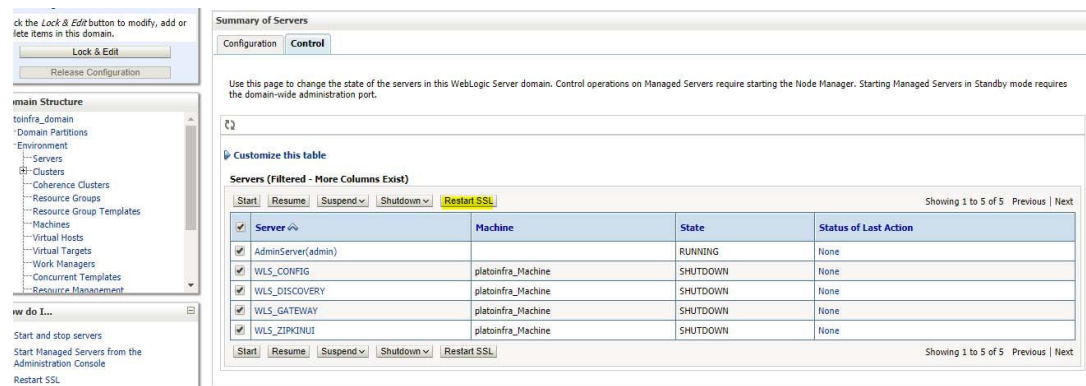 ck the Lock & Edit button to modify, add or
lete items in this domain.
Lock & Edit
Release Configuration
main Structure
toinfra_domain
Domain Partitions
Environment
Servers
Clusters
Coherence Clusters
Resource Groups
Resource Group Templates
Machines
Virtual Hosts
Virtual Targets
Work Managers
Concurrent Templates
Resource Management
ow do I...
Start and stop servers
Start Managed Servers from the
Administration Console
Restart SSL
Summary of Servers
Configuration Control
Use this page to change the state of the servers in this WebLogic Server domain. Control operations on Managed Servers require starting the Node Manager. Starting Managed Servers in Standby mode requires
the domain-wide administration port.
Customize this table
Servers (Filtered - More Columns Exist)
Start Resume Suspend Shutdown Restart SSL Showing 1 to 5 of 5 Previous | Next
Server Machine State Status of Last Action
AdminServer(admin) RUNNING None
WLS_CONFIG platoinfra_Machine SHUTDOWN None
WLS_DISCOVERY platoinfra_Machine SHUTDOWN None
WLS_GATEWAY platoinfra_Machine SHUTDOWN None
WLS_ZIPKINUI platoinfra_Machine SHUTDOWN None
Start Resume Suspend Shutdown Restart SSL Showing 1 to 5 of 5 Previous | Next